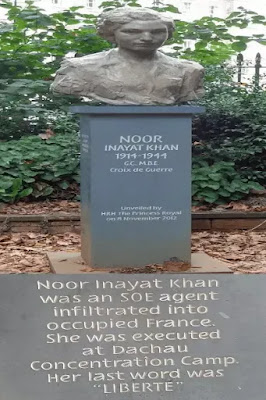 NOOR
INAYAT KHAN
1914-1944
G.C. M.B.E.
Croix de Guerre
Unveiled by
HRH The Princess Royal
on 8 November 2012
Noor Inayat Khan
was an SOE agent
infiltrated into
occupied France.
She was executed
at Dachau
Concentration Camp.
Her last word was
"LIBERTE"